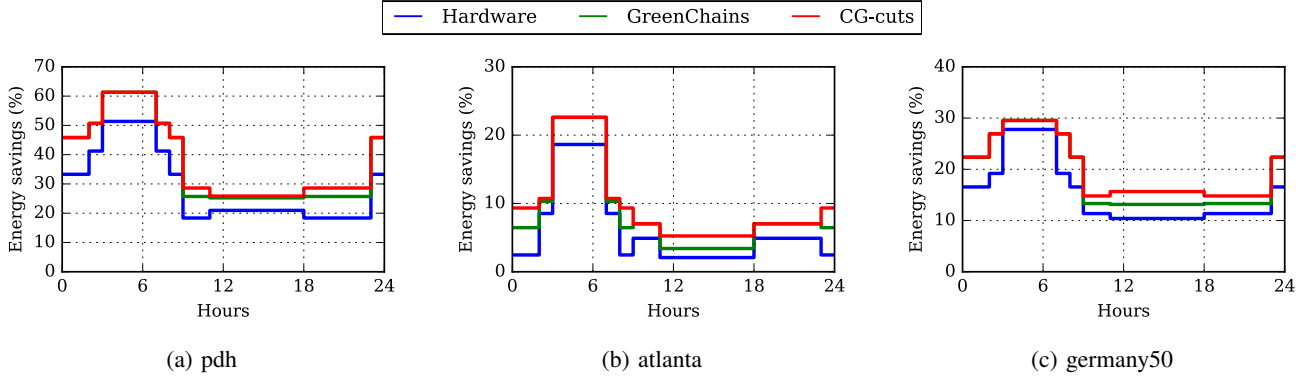 Hardware GreenChains CG-cuts
Energy savings (%)
70
60
50
40
30
20
10
0
0 6 12 18 24
Hours
(a) pdh
Energy savings (%)
30
20
10
0
0 6 12 18 24
Hours
(b) atlanta
Energy savings (%)
40
30
20
10
0
0 6 12 18 24
Hours
(c) germany50